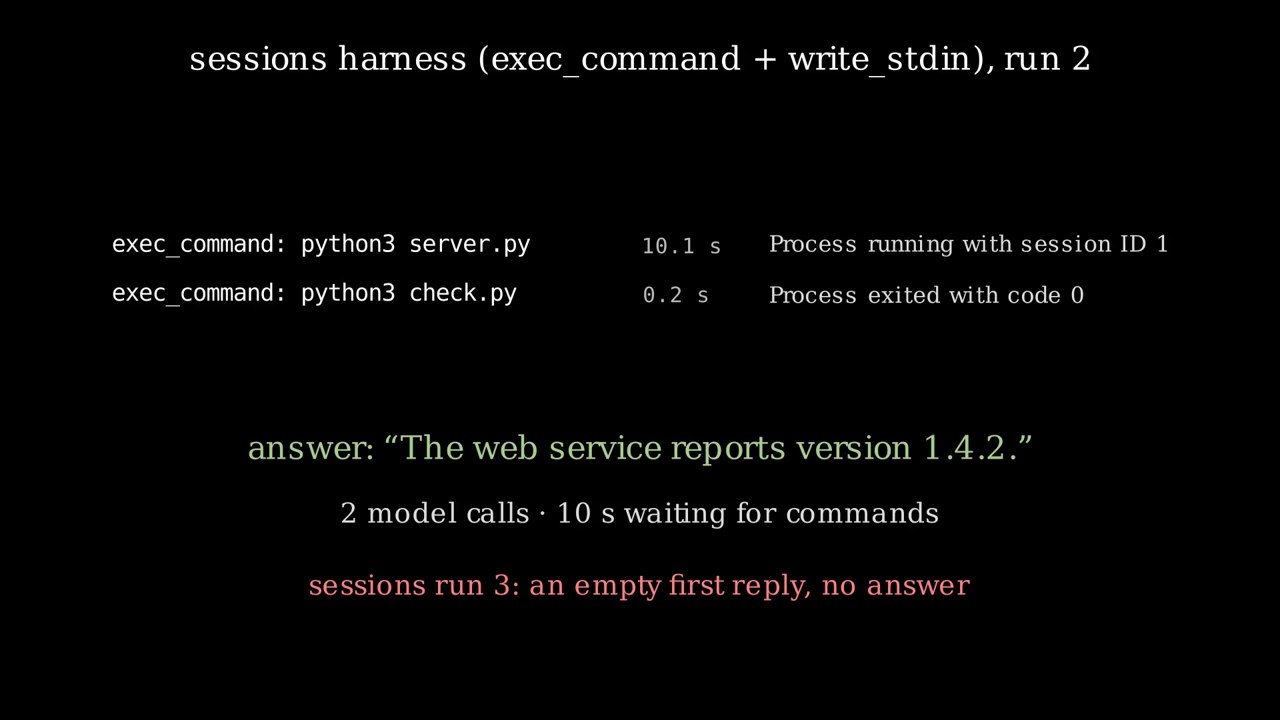 sessions harness (exec_command + write_stdin), run 2
exec_command: python3 server.py 10.1 s Process running with session ID 1
exec_command: python3 check.py 0.2 s Process exited with code 0
answer: “The web service reports version 1.4.2.”
2 model calls · 10 s waiting for commands
sessions run 3: an empty first reply, no answer